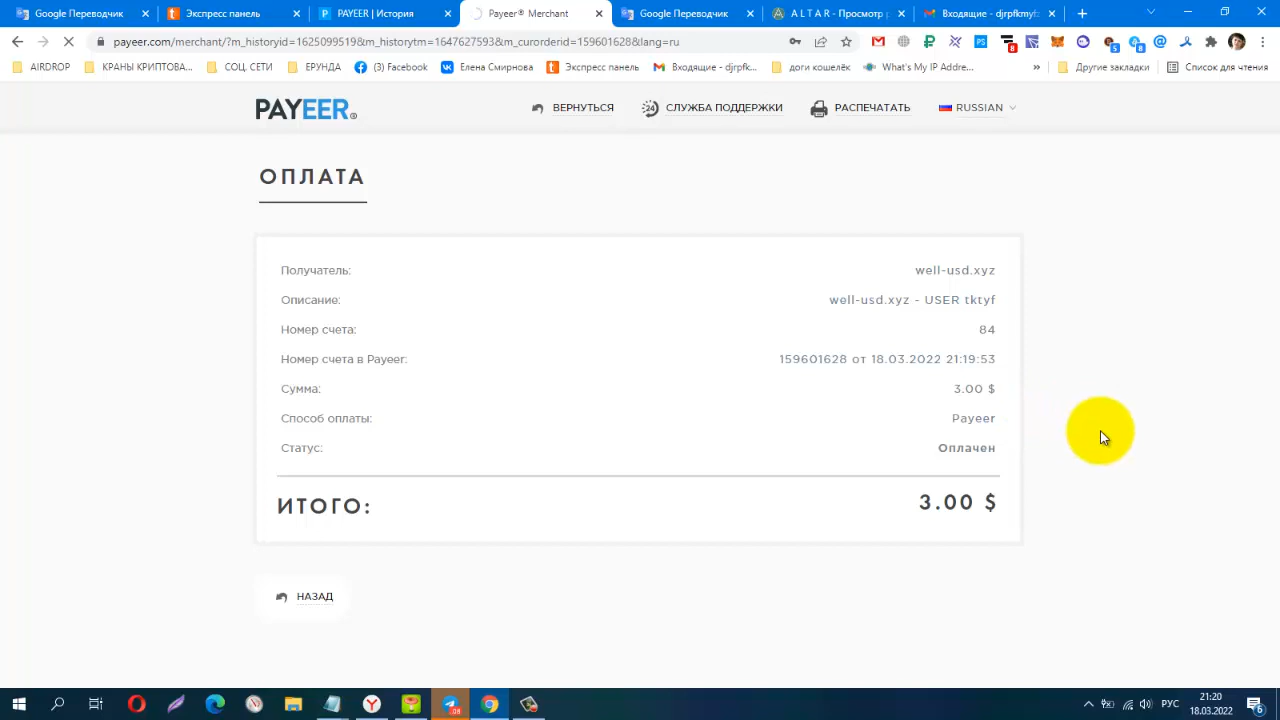 Google Переводчик
Экспресс панель
PAYEER | История
Payeer® Merchant
Google Переводчик
A L T A R - Просмотр
Входящие - djrpfkmyfz
payeer.com/merchant/?m_historyid=1625099519&m_historytm=1647627593&m_curorderid=159601628&lang=ru
AIRDROP
КРАНЫ КРИПТОВА...
СОЦ. СЕТИ
ЕРУНДА
(3) Facebook
Елена Смирнова
Экспресс панель
Входящие - djrpfk...
доги кошелёк
What's My IP Addre...
»
Другие закладки
Список для чтения
PAYEER®
ВЕРНУТЬСЯ
24
СЛУЖБА ПОДДЕРЖКИ
РАСПЕЧАТАТЬ
RUSSIAN
ОПЛАТА
Получатель: well-usd.xyz
Описание: well-usd.xyz - USER tktyf
Номер счета: 84
Номер счета в Payeer: 159601628 от 18.03.2022 21:19:53
Сумма: 3.00 $
Способ оплаты: Payeer
Статус: Оплачен
ИТОГО: 3.00 $
НАЗАД
98
РУС
21:20
18.03.2022
6